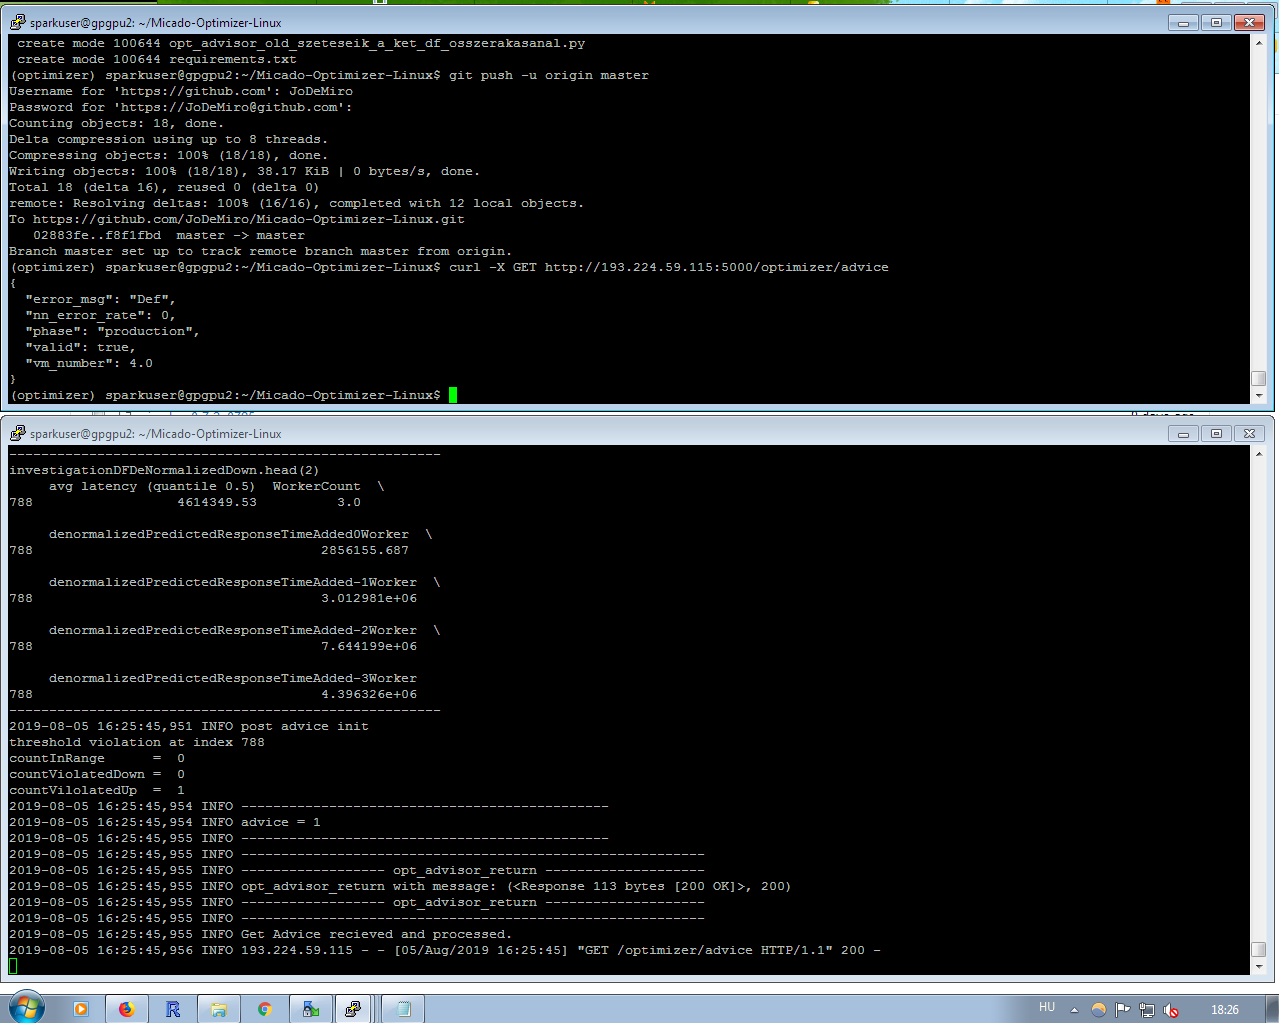 sparkuser@gpgpu2: ~/Micado-Optimizer-Linux
create mode 100644 opt_advisor_old_szeteseik_a_ket_df_osszerakasanal.py
create mode 100644 requirements.txt
(optimizer) sparkuser@gpgpu2:~/Micado-Optimizer-Linux$ git push -u origin master
Username for 'https://github.com': JoDeMiro
Password for 'https://JoDeMiro@github.com':
Counting objects: 18, done.
Delta compression using up to 8 threads.
Compressing objects: 100% (18/18), done.
Writing objects: 100% (18/18), 38.17 KiB | 0 bytes/s, done.
Total 18 (delta 16), reused 0 (delta 0)
remote: Resolving deltas: 100% (16/16), completed with 12 local objects.
To https://github.com/JoDeMiro/Micado-Optimizer-Linux.git
02883fe..f8f1fbd  master -> master
Branch master set up to track remote branch master from origin.
(optimizer) sparkuser@gpgpu2:~/Micado-Optimizer-Linux$ curl -X GET http://193.224.59.115:5000/optimizer/advice
{
"error_msg": "Def",
"nn_error_rate": 0,
"phase": "production",
"valid": true,
"vm_number": 4.0
}
(optimizer) sparkuser@gpgpu2:~/Micado-Optimizer-Linux$
sparkuser@gpgpu2: ~/Micado-Optimizer-Linux
------------------------------------------------------
investigationDFDeNormalizedDown.head(2)
avg latency (quantile 0.5)  WorkerCount  \
788                  4614349.53          3.0
denormalizedPredictedResponseTimeAdded0Worker  \
788                                    2856155.687
denormalizedPredictedResponseTimeAdded-1Worker  \
788                                    3.012981e+06
denormalizedPredictedResponseTimeAdded-2Worker  \
788                                    7.644199e+06
denormalizedPredictedResponseTimeAdded-3Worker
788                                    4.396326e+06
------------------------------------------------------
2019-08-05 16:25:45,951 INFO post advice init
threshold violation at index 788
countInRange      =  0
countViolatedDown =  0
countVilolatedUp  =  1
2019-08-05 16:25:45,954 INFO ----------------------------------------------
2019-08-05 16:25:45,954 INFO advice = 1
2019-08-05 16:25:45,955 INFO ----------------------------------------------
2019-08-05 16:25:45,955 INFO ----------------------------------------------------------
2019-08-05 16:25:45,955 INFO ------------------ opt_advisor_return --------------------
2019-08-05 16:25:45,955 INFO opt_advisor_return with message: (<Response 113 bytes [200 OK]>, 200)
2019-08-05 16:25:45,955 INFO ------------------ opt_advisor_return --------------------
2019-08-05 16:25:45,955 INFO ----------------------------------------------------------
2019-08-05 16:25:45,955 INFO Get Advice recieved and processed.
2019-08-05 16:25:45,956 INFO 193.224.59.115 - - [05/Aug/2019 16:25:45] "GET /optimizer/advice HTTP/1.1" 200 -
HU
18:26